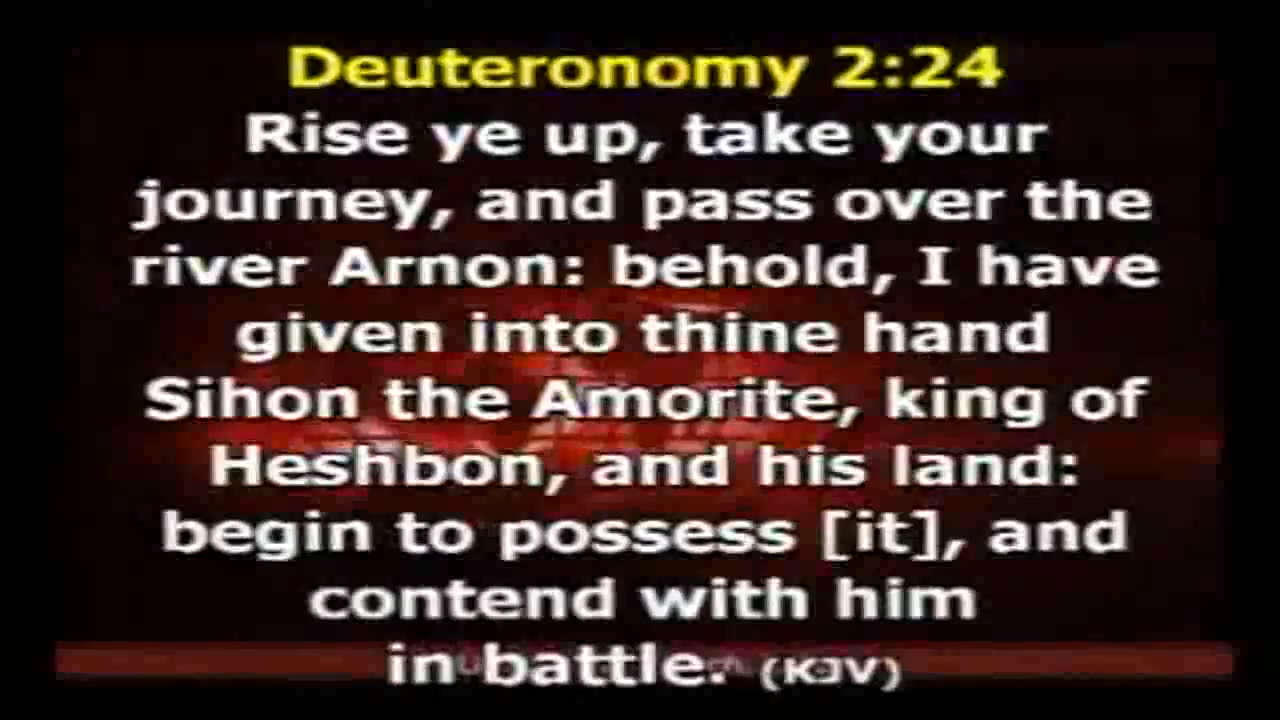 Deuteronomy 2:24
Rise ye up, take your
journey, and pass over the
river Arnon: behold, I have
given into thine hand
Sihon the Amorite, king of
Heshbon, and his land:
begin to possess [it], and
contend with him
in battle. (KJV)